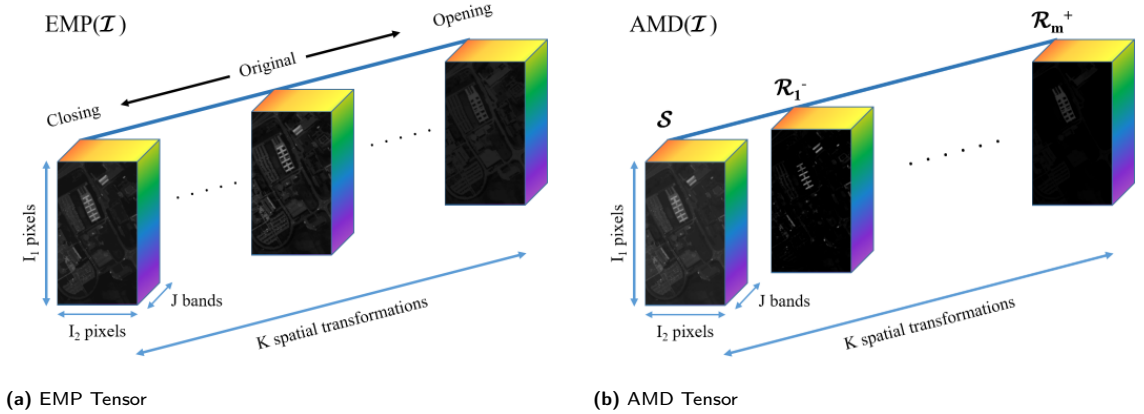 EMP(𝓘)
Opening
Original
Closing
I₁ pixels
J bands
I₂ pixels
K spatial transformations
(a) EMP Tensor
AMD(𝓘)
𝓡ₘ⁺
𝓡₁⁻
𝓢
I₁ pixels
J bands
I₂ pixels
K spatial transformations
(b) AMD Tensor